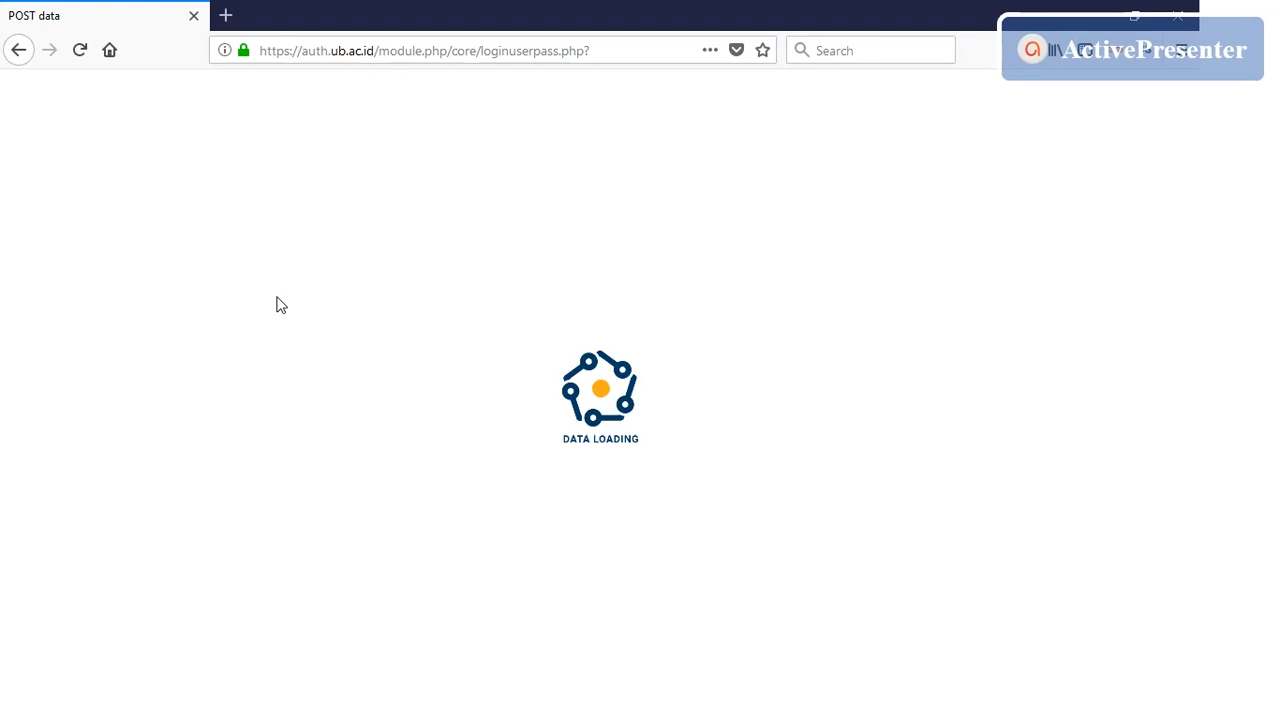 POST data
https://auth.ub.ac.id/module.php/core/loginuserpass.php?
Search
ActivePresenter
DATA LOADING